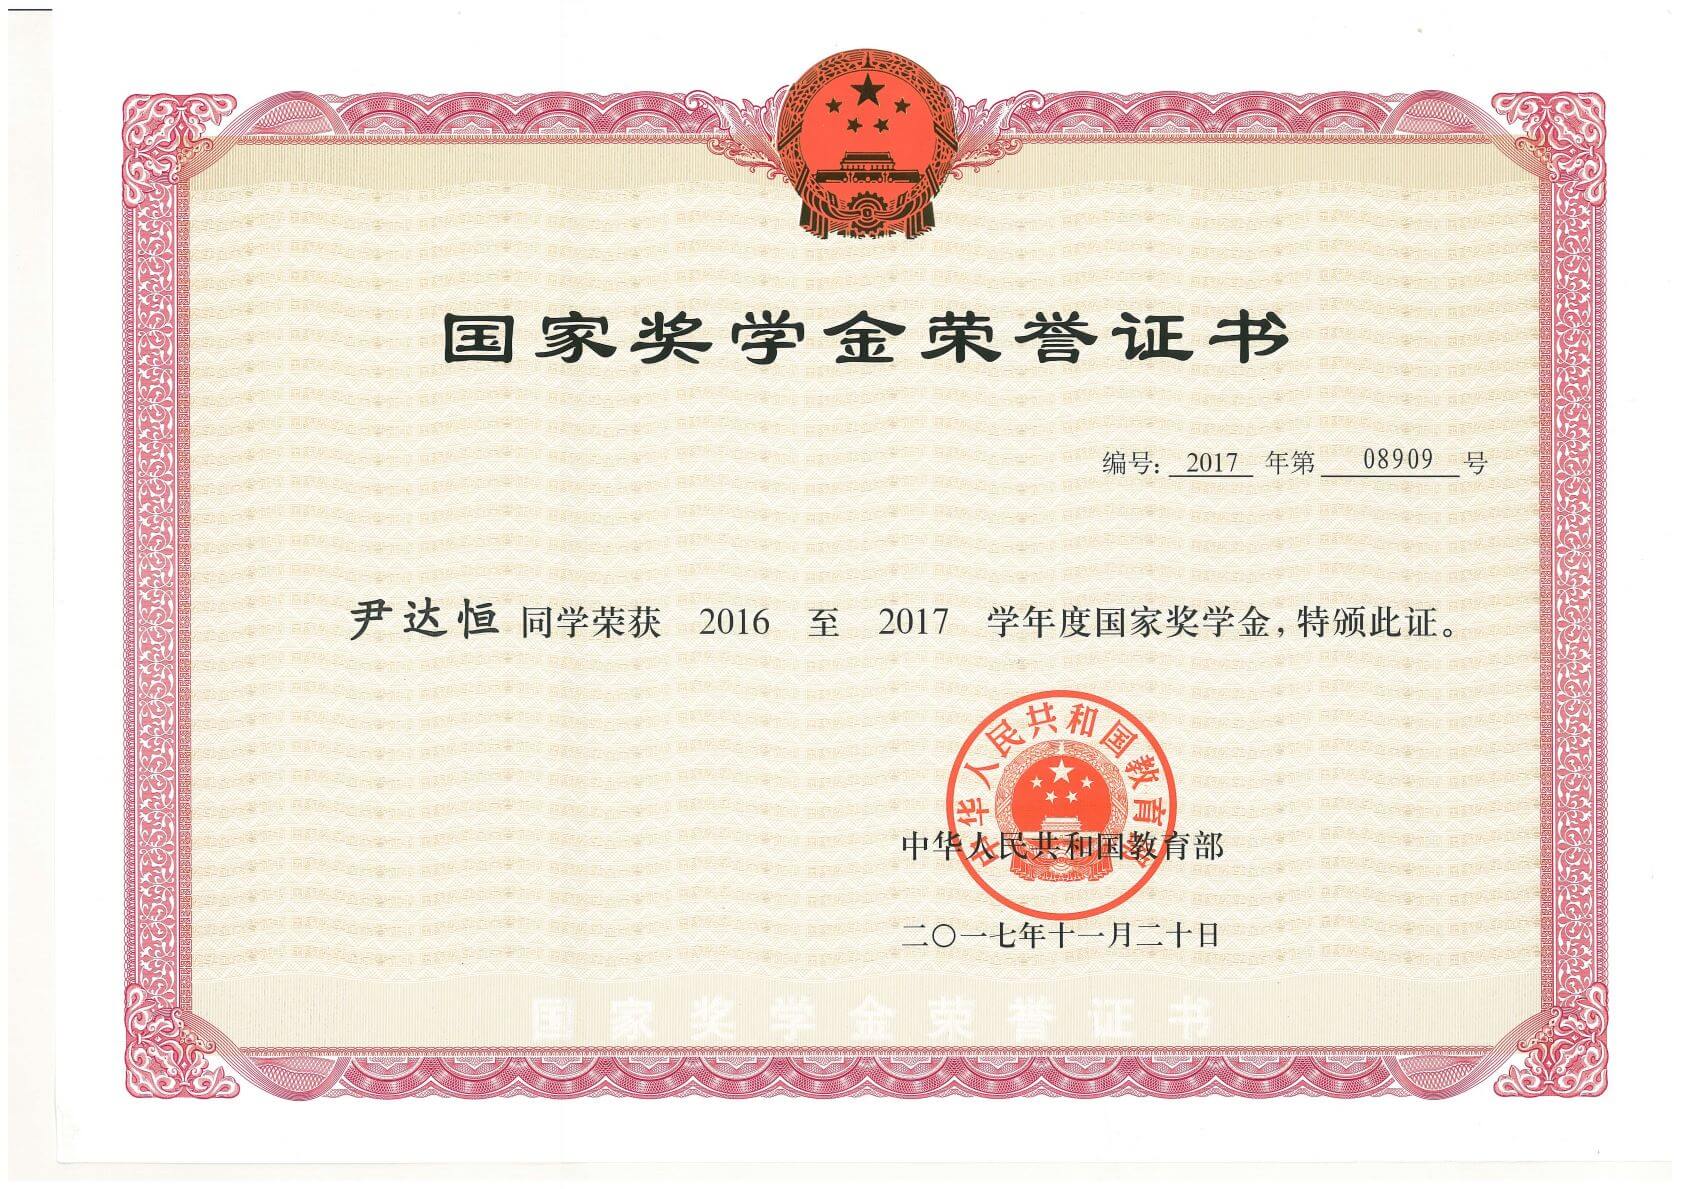 国家奖学金荣誉证书
编号: 2017 年第 08909 号
尹达恒 同学荣获 2016 至 2017 学年度国家奖学金, 特颁此证。
中华人民共和国教育部
中华人民共和国教育部
二〇一七年十一月二十日
国家奖学金荣誉证书